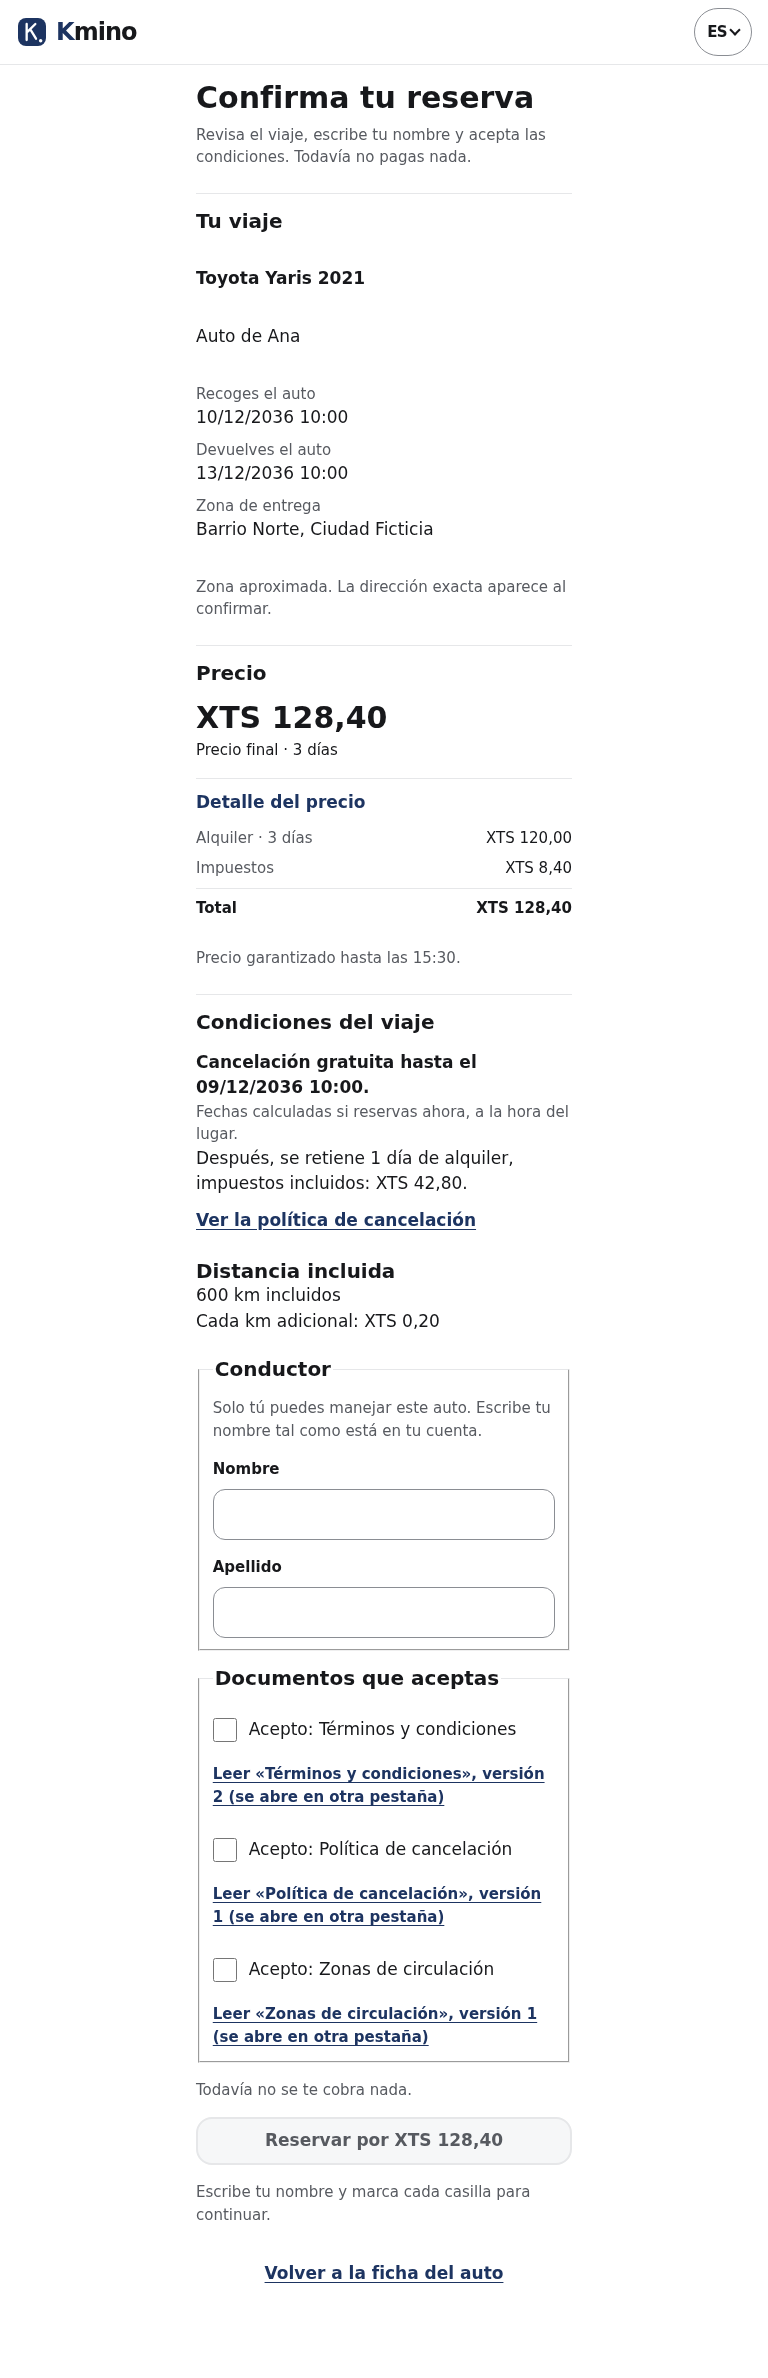 Kmino
ES
Confirma tu reserva
Revisa el viaje, escribe tu nombre y acepta las
condiciones. Todavía no pagas nada.
Tu viaje
Toyota Yaris 2021
Auto de Ana
Recoges el auto
10/12/2036 10:00
Devuelves el auto
13/12/2036 10:00
Zona de entrega
Barrio Norte, Ciudad Ficticia
Zona aproximada. La dirección exacta aparece al
confirmar.
Precio
XTS 128,40
Precio final · 3 días
Detalle del precio
Alquiler · 3 días XTS 120,00
Impuestos XTS 8,40
Total XTS 128,40
Precio garantizado hasta las 15:30.
Condiciones del viaje
Cancelación gratuita hasta el
09/12/2036 10:00.
Fechas calculadas si reservas ahora, a la hora del
lugar.
Después, se retiene 1 día de alquiler,
impuestos incluidos: XTS 42,80.
Ver la política de cancelación
Distancia incluida
600 km incluidos
Cada km adicional: XTS 0,20
Conductor
Solo tú puedes manejar este auto. Escribe tu
nombre tal como está en tu cuenta.
Nombre
Apellido
Documentos que aceptas
Acepto: Términos y condiciones
Leer «Términos y condiciones», versión
2 (se abre en otra pestaña)
Acepto: Política de cancelación
Leer «Política de cancelación», versión
1 (se abre en otra pestaña)
Acepto: Zonas de circulación
Leer «Zonas de circulación», versión 1
(se abre en otra pestaña)
Todavía no se te cobra nada.
Reservar por XTS 128,40
Escribe tu nombre y marca cada casilla para
continuar.
Volver a la ficha del auto